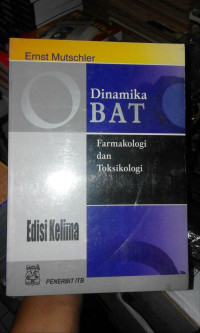 Ernst Mutschler
Dinamika
OBAT
Farmakologi
dan
Toksikologi
Edisi Kelima
PENERBIT ITB